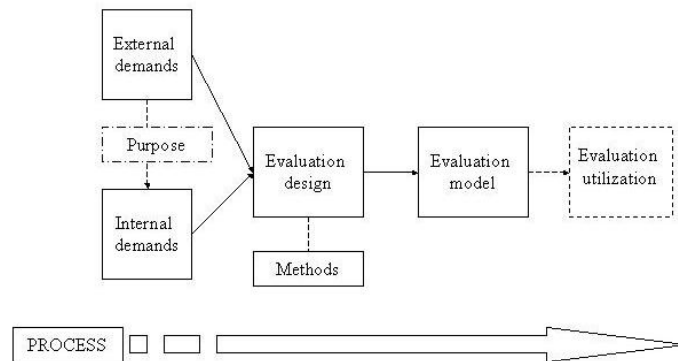 External
demands
Purpose
Internal
demands
Evaluation
design
Methods
Evaluation
model
Evaluation
utilization
PROCESS